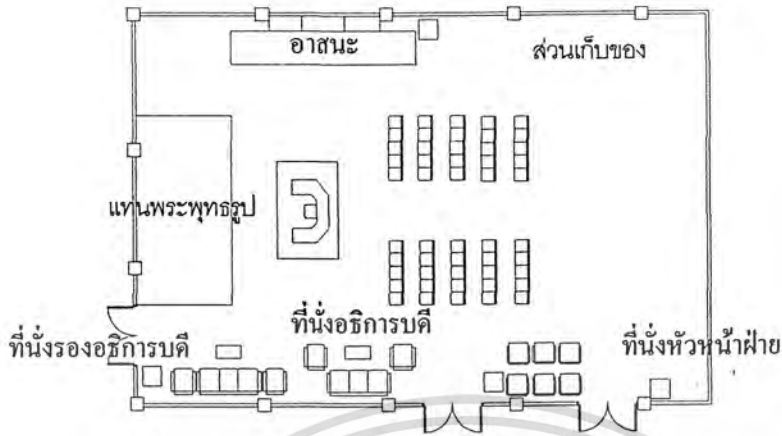 อาสนะ
ส่วนเก็บของ
แท่นพระพุทธรูป
ที่นั่งอธิการบดี
ที่นั่งรองอธิการบดี
ที่นั่งหัวหน้าฝ่าย